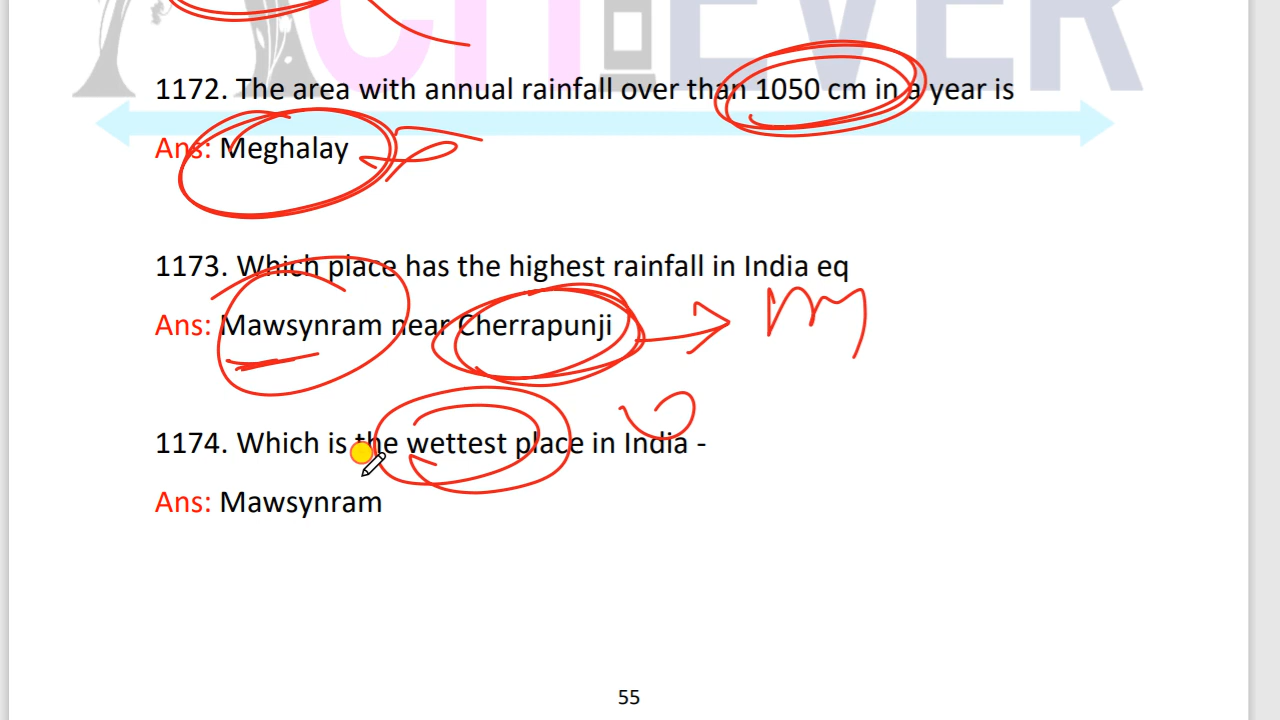 CHIEVER
1172. The area with annual rainfall over than 1050 cm in a year is
Ans: Meghalay
1173. Which place has the highest rainfall in India eq
Ans: Mawsynram near Cherrapunji
m
1174. Which is the wettest place in India -
Ans: Mawsynram
55